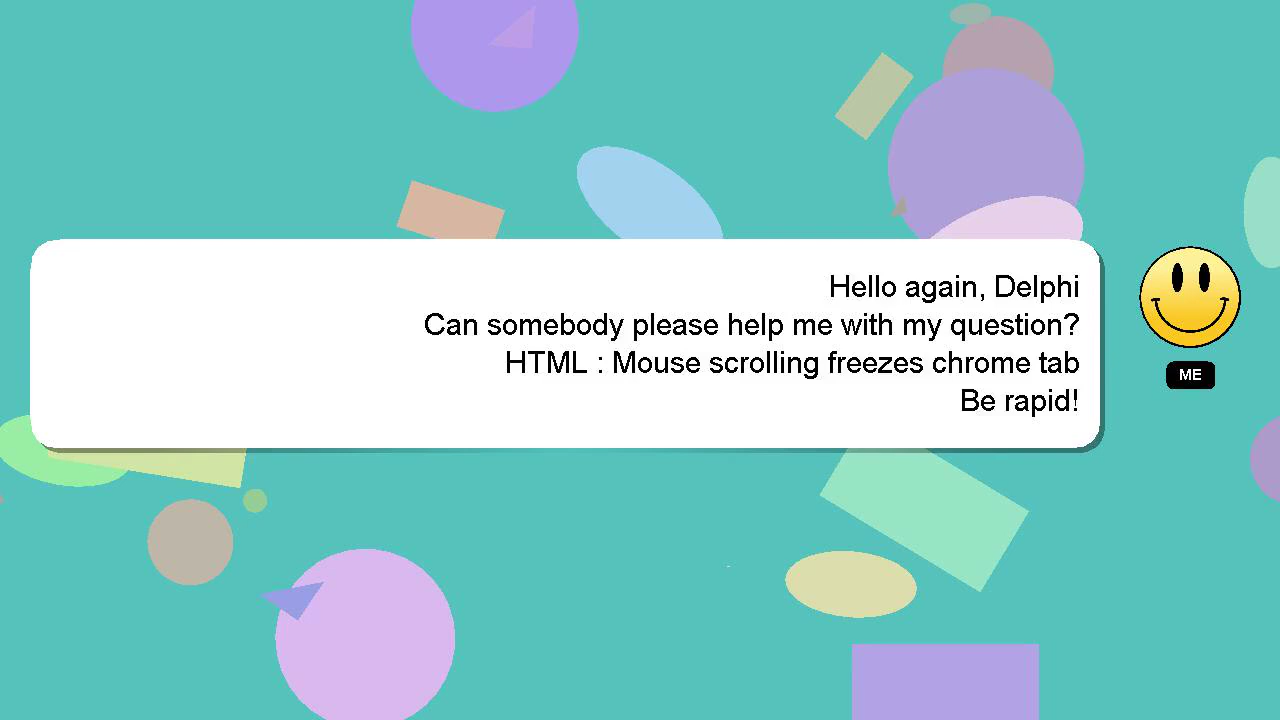 Hello again, Delphi
Can somebody please help me with my question?
HTML : Mouse scrolling freezes chrome tab
Be rapid!
ME